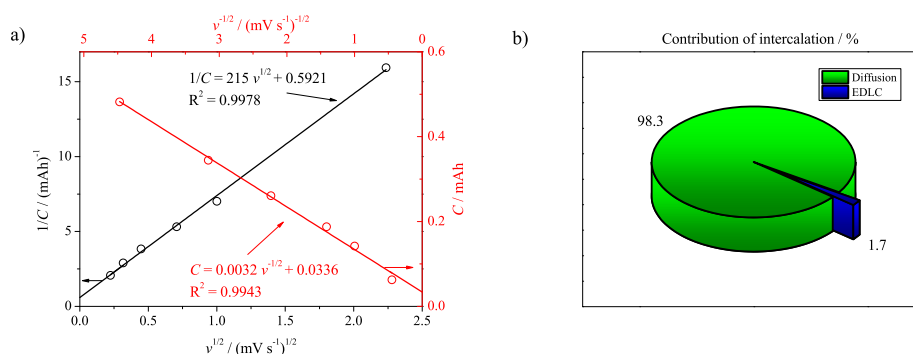 a)
v^-1/2 / (mV s^-1)^-1/2
5 4 3 2 1 0
15
10
5
0
1/C / (mAh)^-1
1/C = 215 v^1/2 + 0.5921
R^2 = 0.9978
C = 0.0032 v^-1/2 + 0.0336
R^2 = 0.9943
0.6
0.4
0.2
0.0
C / mAh
0.0 0.5 1.0 1.5 2.0 2.5
v^1/2 / (mV s^-1)^1/2
b)
Contribution of intercalation / %
Diffusion
EDLC
98.3
1.7